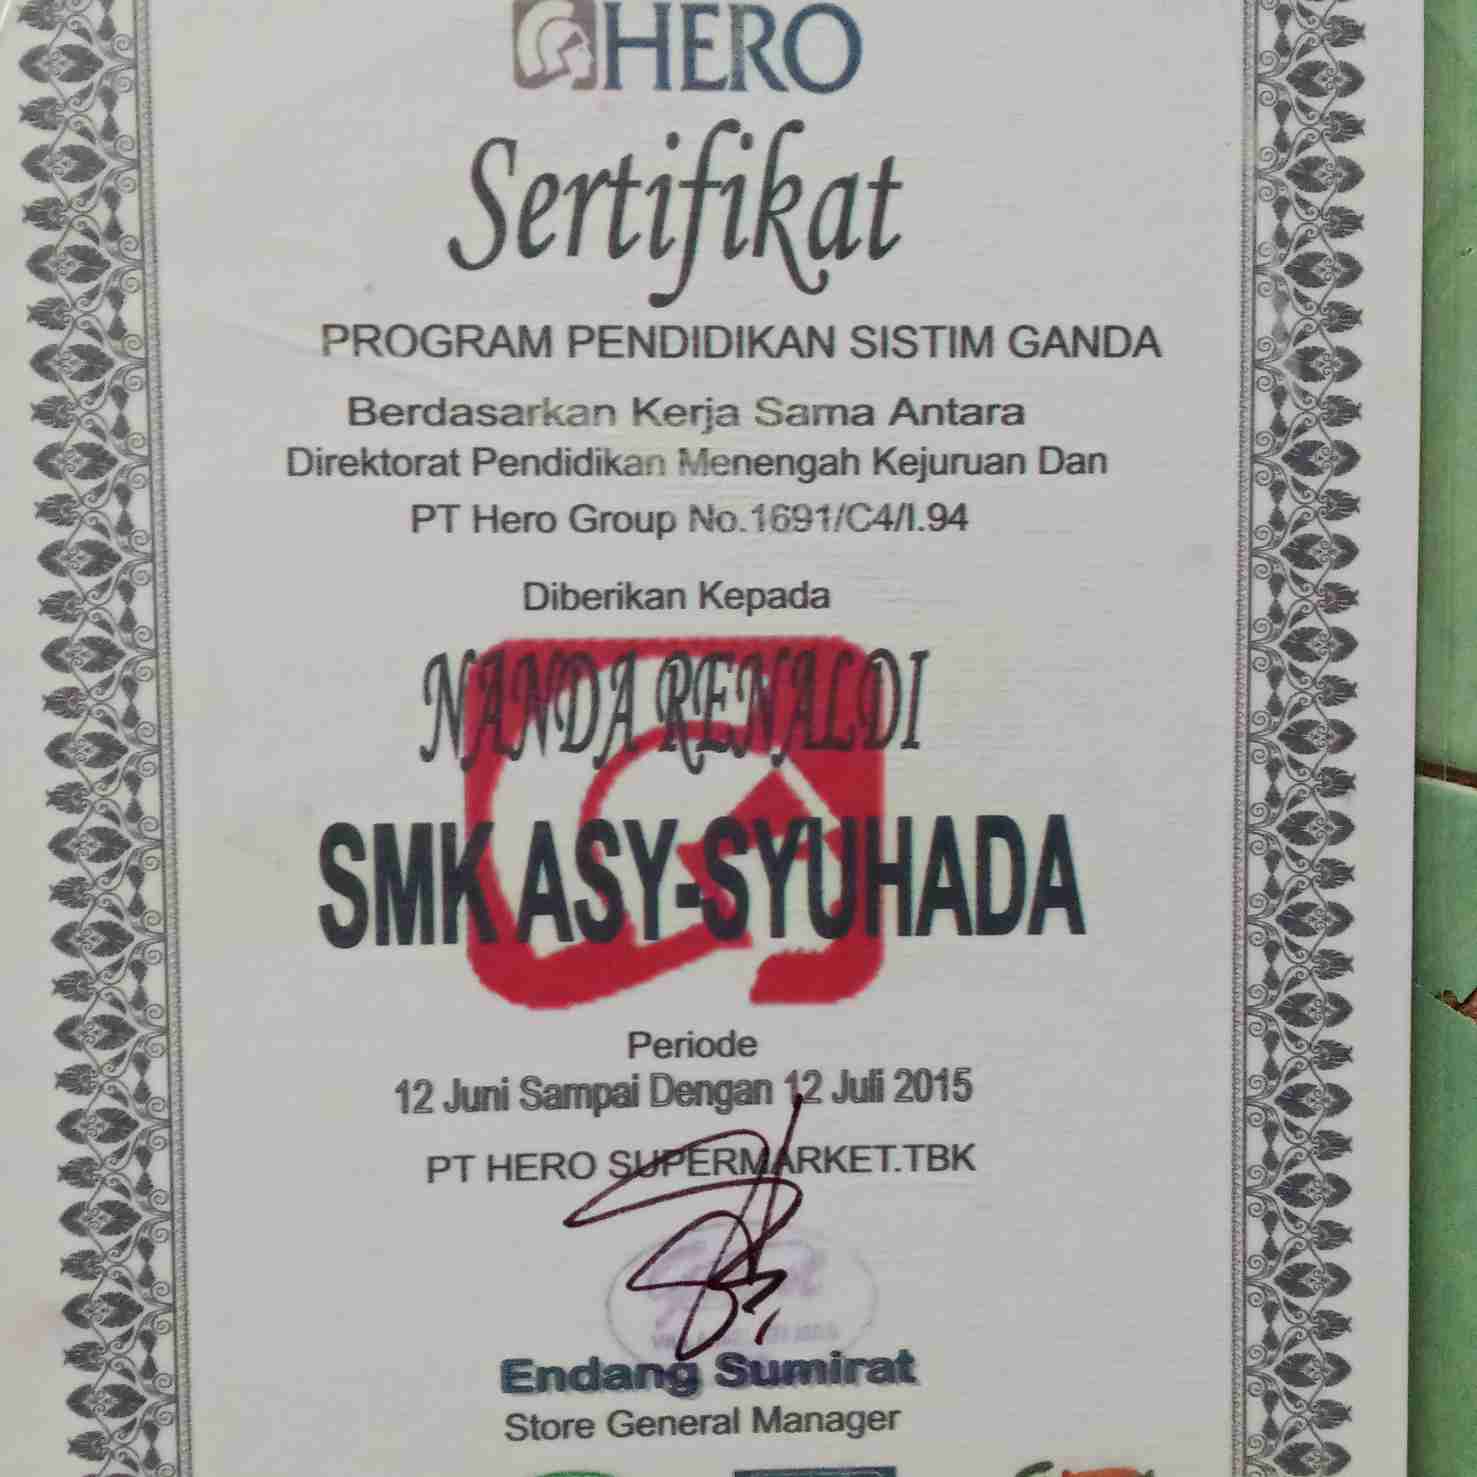 HERO
Sertifikat
PROGRAM PENDIDIKAN SISTIM GANDA
Berdasarkan Kerja Sama Antara
Direktorat Pendidikan Menengah Kejuruan Dan
PT Hero Group No.1691/C4/I.94
Diberikan Kepada
NANDA RENALDI
SMK ASY-SYUHADA
Periode
12 Juni Sampai Dengan 12 Juli 2015
PT HERO SUPERMARKET.TBK
Endang Sumirat
Store General Manager